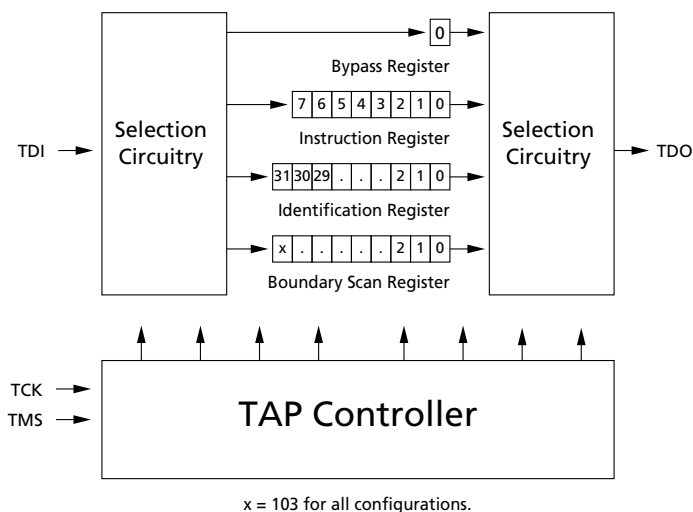 0
Bypass Register
7 6 5 4 3 2 1 0
Instruction Register
Selection
Circuitry
Selection
Circuitry
TDI
TDO
31 30 29 . . . 2 1 0
Identification Register
x . . . . . 2 1 0
Boundary Scan Register
TCK
TMS
TAP Controller
x = 103 for all configurations.